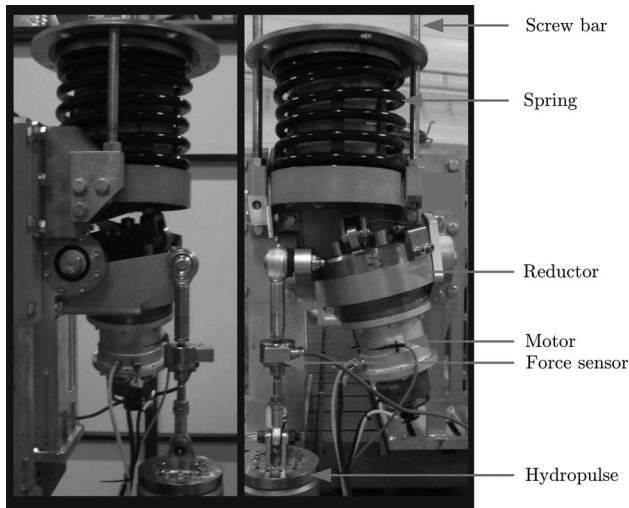 Screw bar
Spring
Reductor
Motor
Force sensor
Hydropulse